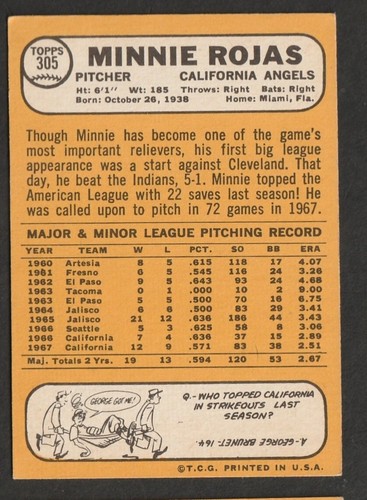 TOPPS
305
MINNIE ROJAS
PITCHER CALIFORNIA ANGELS
Ht: 6'1" Wt: 185 Throws: Right Bats: Right
Born: October 26, 1938 Home: Miami, Fla.
Though Minnie has become one of the game's
most important relievers, his first big league
appearance was a start against Cleveland. That
day, he beat the Indians, 5-1. Minnie topped the
American League with 22 saves last season! He
was called upon to pitch in 72 games in 1967.
MAJOR & MINOR LEAGUE PITCHING RECORD
YEAR TEAM W L PCT. SO BB ERA
1960 Artesia 8 5 .615 118 17 4.07
1961 Fresno 6 5 .545 116 24 3.26
1962 El Paso 9 5 .643 93 24 4.68
1963 Tacoma 0 1 .000 10 2 9.00
1963 El Paso 5 5 .500 70 16 6.75
1964 Jalisco 6 6 .500 83 29 3.41
1965 Jalisco 21 12 .636 186 44 3.43
1966 Seattle 5 3 .625 58 8 3.06
1966 California 7 4 .636 37 15 2.89
1967 California 12 9 .571 83 38 2.51
Maj. Totals 2 Yrs. 19 13 .594 120 53 2.67
GEORGE GOT ME!
Q.-WHO TOPPED CALIFORNIA
IN STRIKEOUTS LAST
SEASON?
A.-GEORGE BRUNET-164.
©T.C.G. PRINTED IN U.S.A.